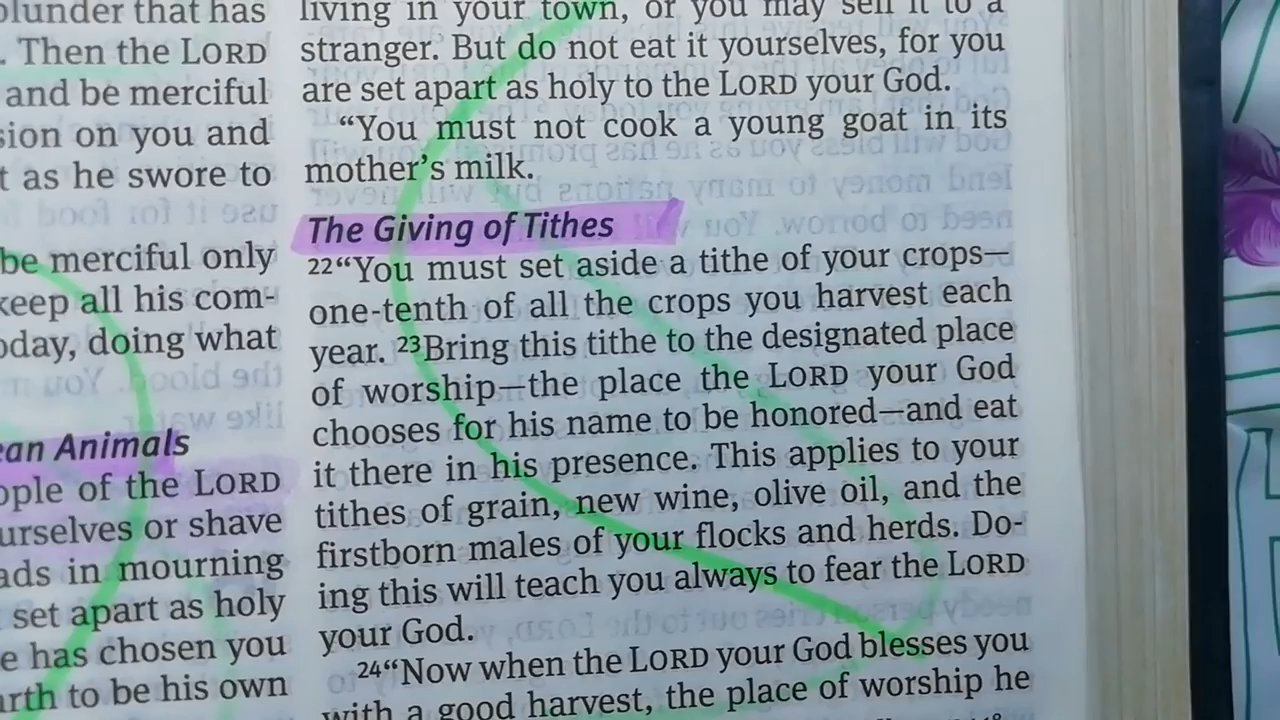 plunder that has
. Then the LORD
and be merciful
sion on you and
t as he swore to
be merciful only
keep all his com-
oday, doing what
ean Animals
ople of the LORD
urselves or shave
ads in mourning
set apart as holy
e has chosen you
arth to be his own
living in your town, or you may sell it to a
stranger. But do not eat it yourselves, for you
are set apart as holy to the LORD your God.
“You must not cook a young goat in its
mother’s milk.
The Giving of Tithes
22“You must set aside a tithe of your crops—
one-tenth of all the crops you harvest each
year. 23Bring this tithe to the designated place
of worship—the place the LORD your God
chooses for his name to be honored—and eat
it there in his presence. This applies to your
tithes of grain, new wine, olive oil, and the
firstborn males of your flocks and herds. Do-
ing this will teach you always to fear the LORD
your God.
24“Now when the LORD your God blesses you
with a good harvest, the place of worship he